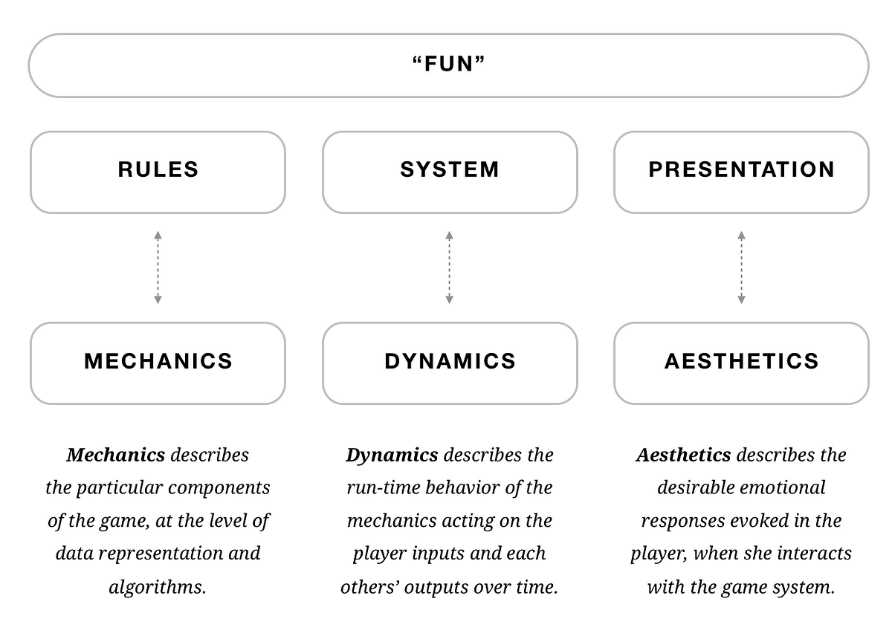 “FUN”
RULES
SYSTEM
PRESENTATION
MECHANICS
DYNAMICS
AESTHETICS
Mechanics describes
the particular components
of the game, at the level of
data representation and
algorithms.
Dynamics describes the
run-time behavior of the
mechanics acting on the
player inputs and each
others’ outputs over time.
Aesthetics describes the
desirable emotional
responses evoked in the
player, when she interacts
with the game system.